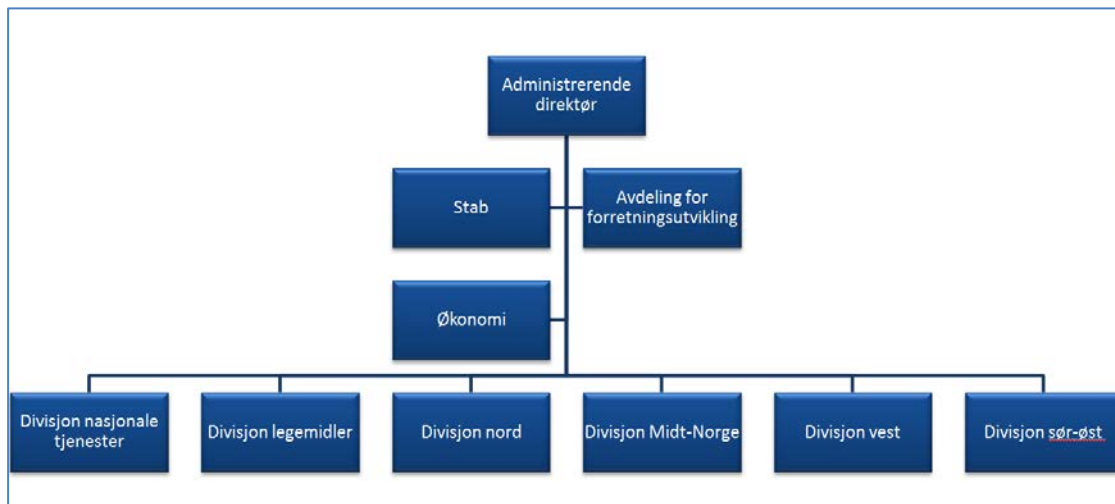 Administrerende
direktør
Stab
Avdeling for
forretningsutvikling
Økonomi
Divisjon nasjonale
tjenester
Divisjon legemidler
Divisjon nord
Divisjon Midt-Norge
Divisjon vest
Divisjon sør-øst